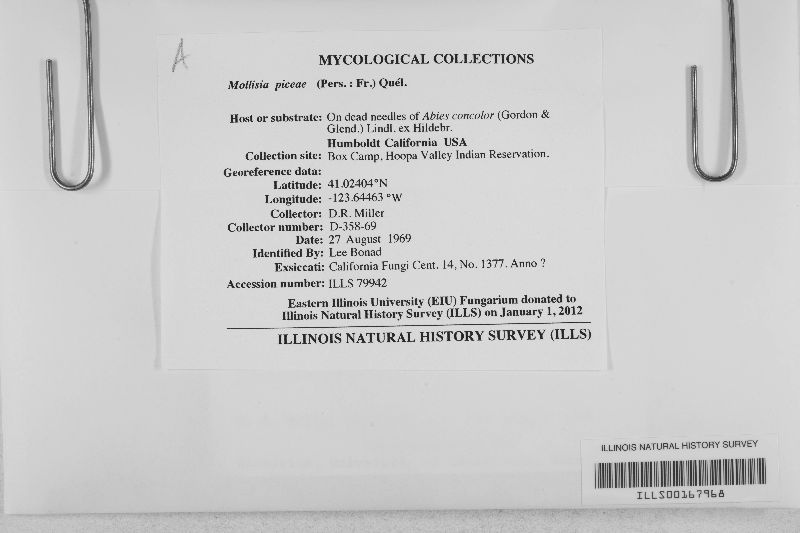 A
MYCOLOGICAL COLLECTIONS
Mollisia piceae (Pers. : Fr.) Quél.
Host or substrate: On dead needles of Abies concolor (Gordon &
Glend.) Lindl. ex Hildebr.
Humboldt California USA
Collection site: Box Camp, Hoopa Valley Indian Reservation.
Georeference data:
Latitude: 41.02404°N
Longitude: -123.64463 °W
Collector: D.R. Miller
Collector number: D-358-69
Date: 27 August 1969
Identified By: Lee Bonad
Exsiccati: California Fungi Cent. 14, No. 1377. Anno ?
Accession number: ILLS 79942
Eastern Illinois University (EIU) Fungarium donated to
Illinois Natural History Survey (ILLS) on January 1, 2012
ILLINOIS NATURAL HISTORY SURVEY (ILLS)
ILLINOIS NATURAL HISTORY SURVEY
ILLS00167968